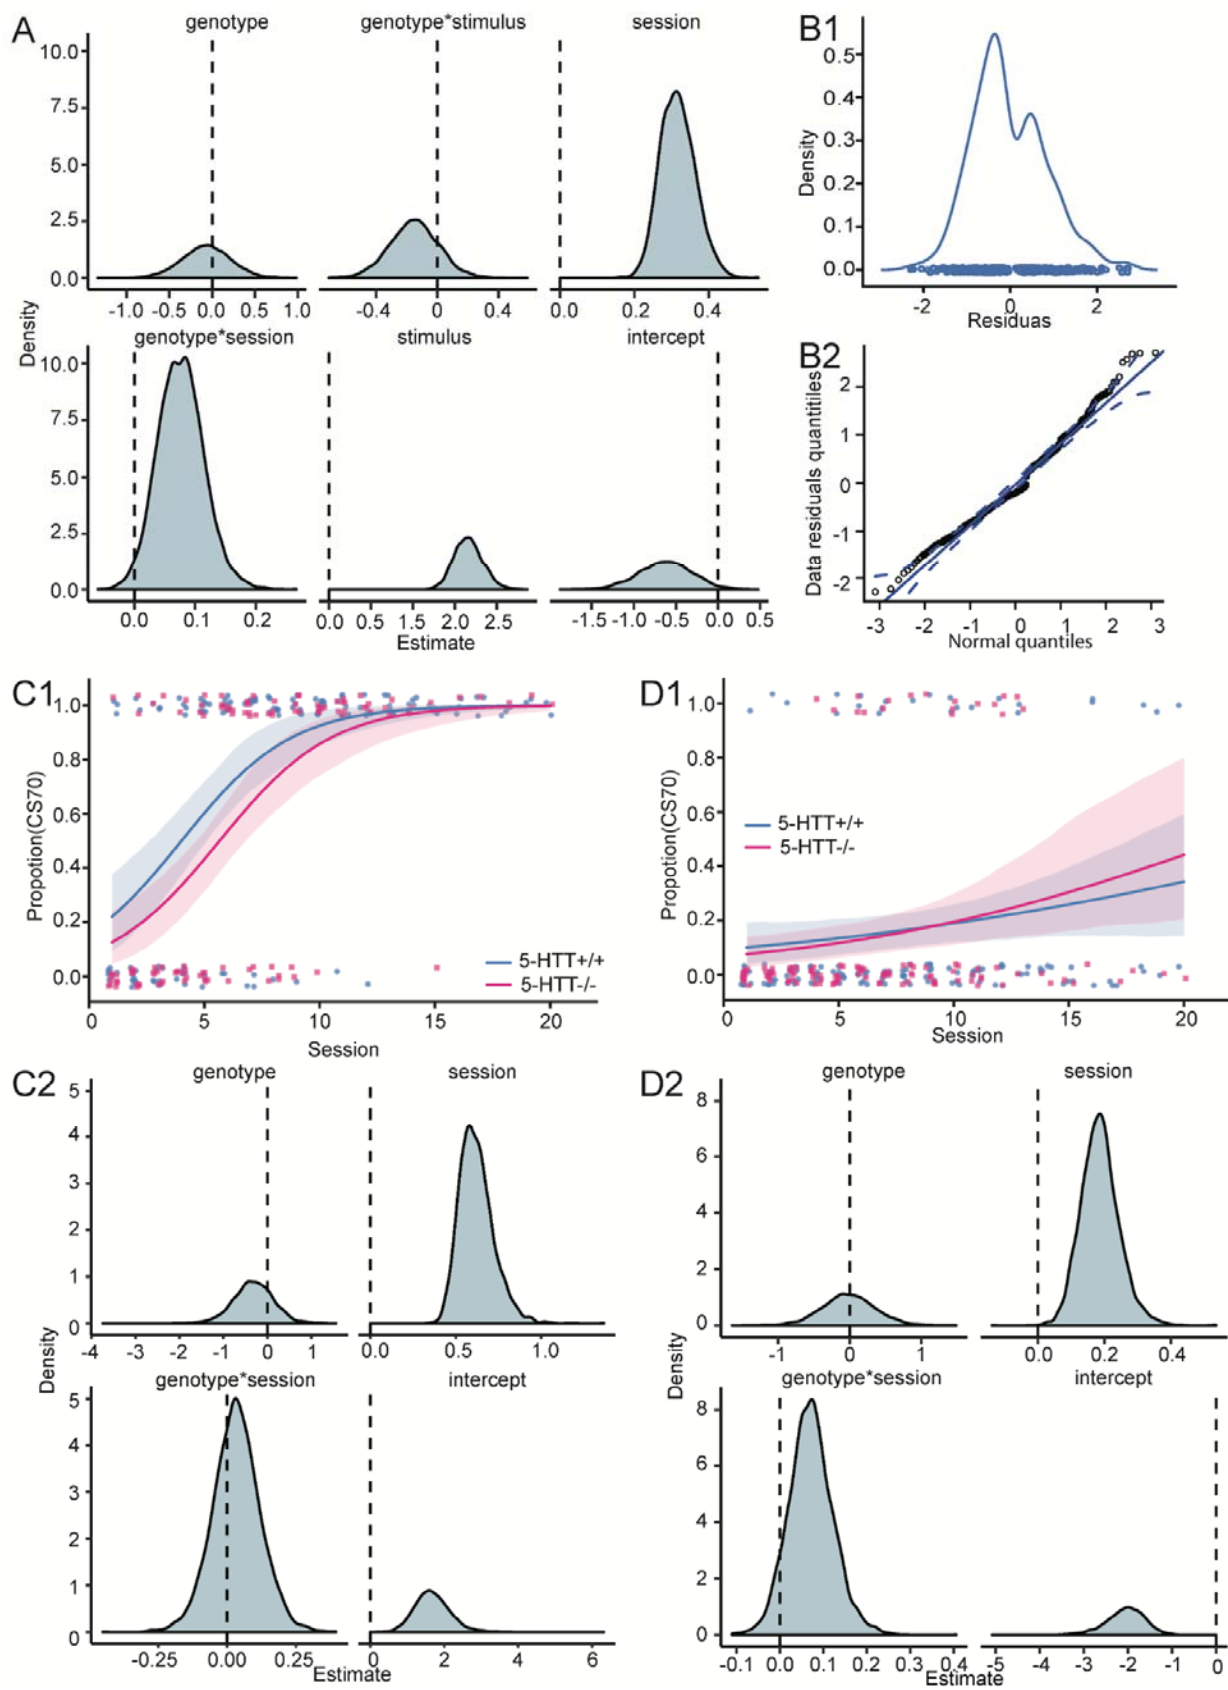 A
genotype
genotype*stimulus
session
10.0
7.5
5.0
2.5
0.0
-1.0 -0.5 0.0 0.5 1.0
-0.4 0 0.4
0.0 0.2 0.4
Density
genotype*session
stimulus
intercept
10.0
7.5
5.0
2.5
0.0
0.0 0.1 0.2
0.0 0.5 1.5 2.0 2.5
-1.5 -1.0 -0.5 0.0 0.5
Estimate
B1
0.5
0.4
0.3
0.2
0.1
0.0
Density
-2 0 2
Residuas
B2
2
1
0
-1
-2
Data residuals quantitiles
-3 -2 -1 0 1 2 3
Normal quantiles
C1
1.0
0.8
0.6
0.4
0.2
0.0
Propotion(CS70)
5-HTT+/+
5-HTT-/-
0 5 10 15 20
Session
D1
1.0
0.8
0.6
0.4
0.2
0.0
Propotion(CS70)
5-HTT+/+
5-HTT-/-
0 5 10 15 20
Session
C2
genotype
session
5
4
3
2
1
0
-4 -3 -2 -1 0 1
0.0 0.5 1.0
Density
genotype*session
intercept
5
4
3
2
1
0
-0.25 0.00 0.25
0 2 4 6
Estimate
D2
genotype
session
8
6
4
2
0
-1 0 1
0.0 0.2 0.4
Density
genotype*session
intercept
8
6
4
2
0
-0.1 0.0 0.1 0.2 0.3 0.4
-5 -4 -3 -2 -1 0
Estimate